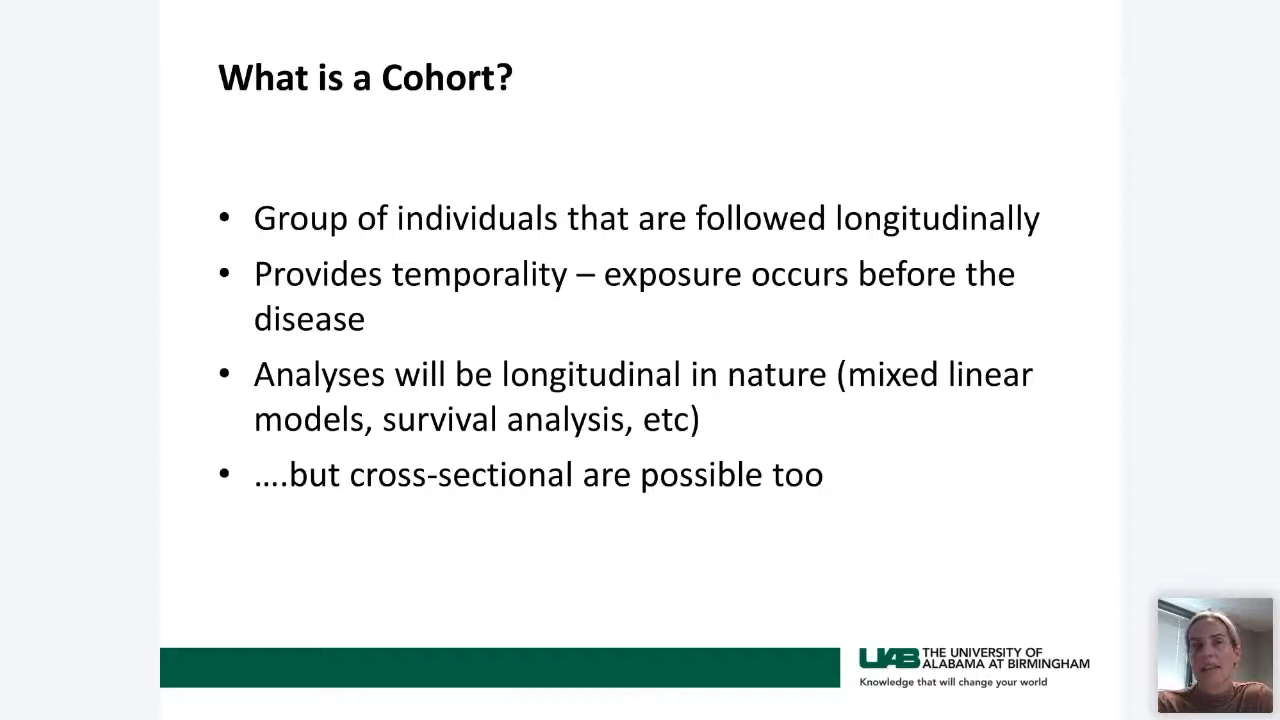 What is a Cohort?
• Group of individuals that are followed longitudinally
• Provides temporality – exposure occurs before the
disease
• Analyses will be longitudinal in nature (mixed linear
models, survival analysis, etc)
• ….but cross-sectional are possible too
UAB THE UNIVERSITY OF
ALABAMA AT BIRMINGHAM
Knowledge that will change your world